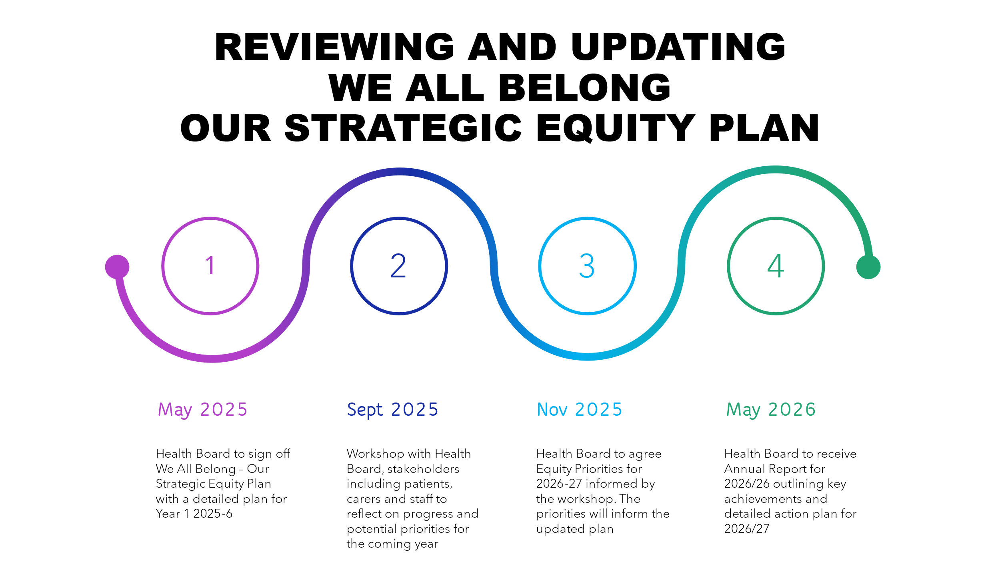 REVIEWING AND UPDATING
WE ALL BELONG
OUR STRATEGIC EQUITY PLAN
1
2
3
4
May 2025
Health Board to sign off
We All Belong – Our
Strategic Equity Plan
with a detailed plan for
Year 1 2025-6
Sept 2025
Workshop with Health
Board, stakeholders
including patients,
carers and staff to
reflect on progress and
potential priorities for
the coming year
Nov 2025
Health Board to agree
Equity Priorities for
2026-27 informed by
the workshop. The
priorities will inform the
updated plan
May 2026
Health Board to receive
Annual Report for
2026/26 outlining key
achievements and
detailed action plan for
2026/27